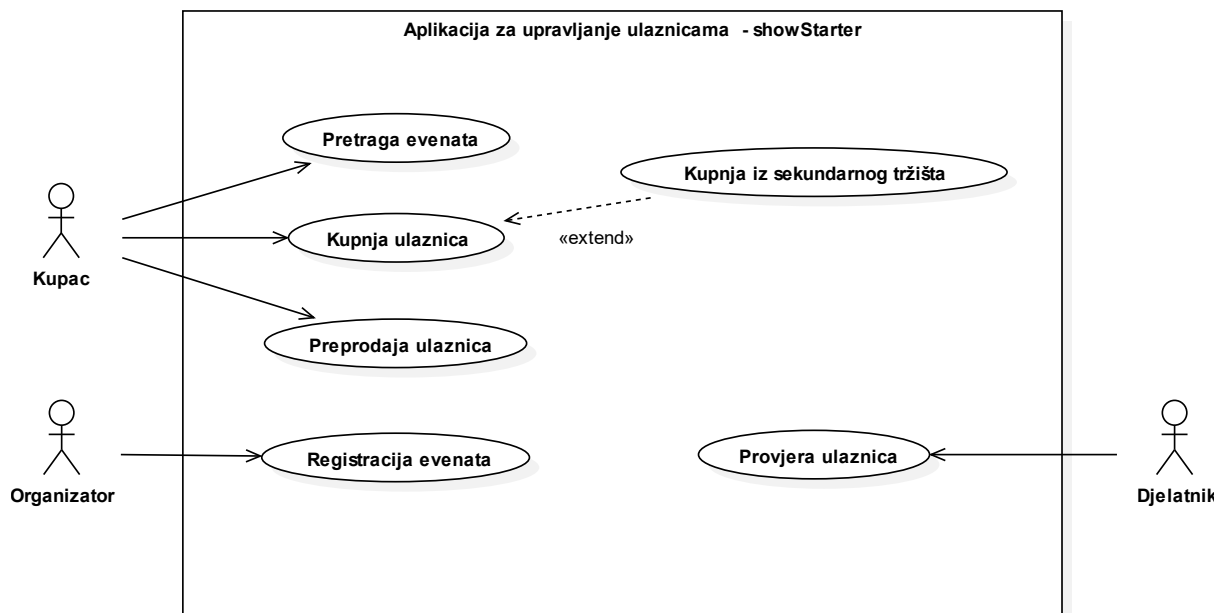 Aplikacija za upravljanje ulaznicama - showStarter
Pretraga evenata
Kupnja iz sekundarnog tržišta
Kupnja ulaznica
«extend»
Kupac
Preprodaja ulaznica
Registracija evenata
Provjera ulaznica
Organizator
Djelatnik